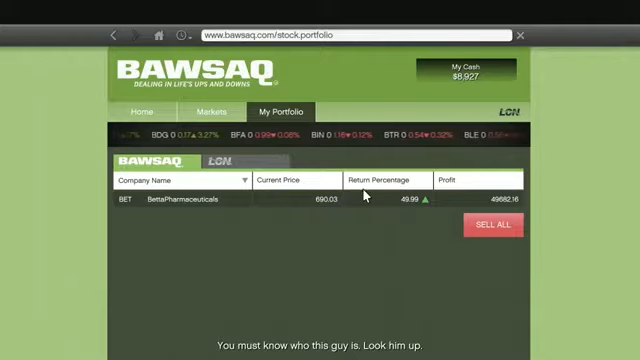 www.bawsaq.com/stock.portfolio
BAWSAQ
DEALING IN LIFE'S UPS AND DOWNS
My Cash
$8,927
Home
Markets
My Portfolio
LCN
BDG 0 0.17 ▲ 3.27%
BFA 0 0.99 ▼ 0.08%
BIN 0 1.16 ▼ 0.12%
BTR 0 0.54 ▼ 0.32%
BLE 0
BAWSAQ
LCN
Company Name
Current Price
Return Percentage
Profit
BET BettaPharmaceuticals 690.03 49.99 ▲ 49682.16
SELL ALL
You must know who this guy is. Look him up.